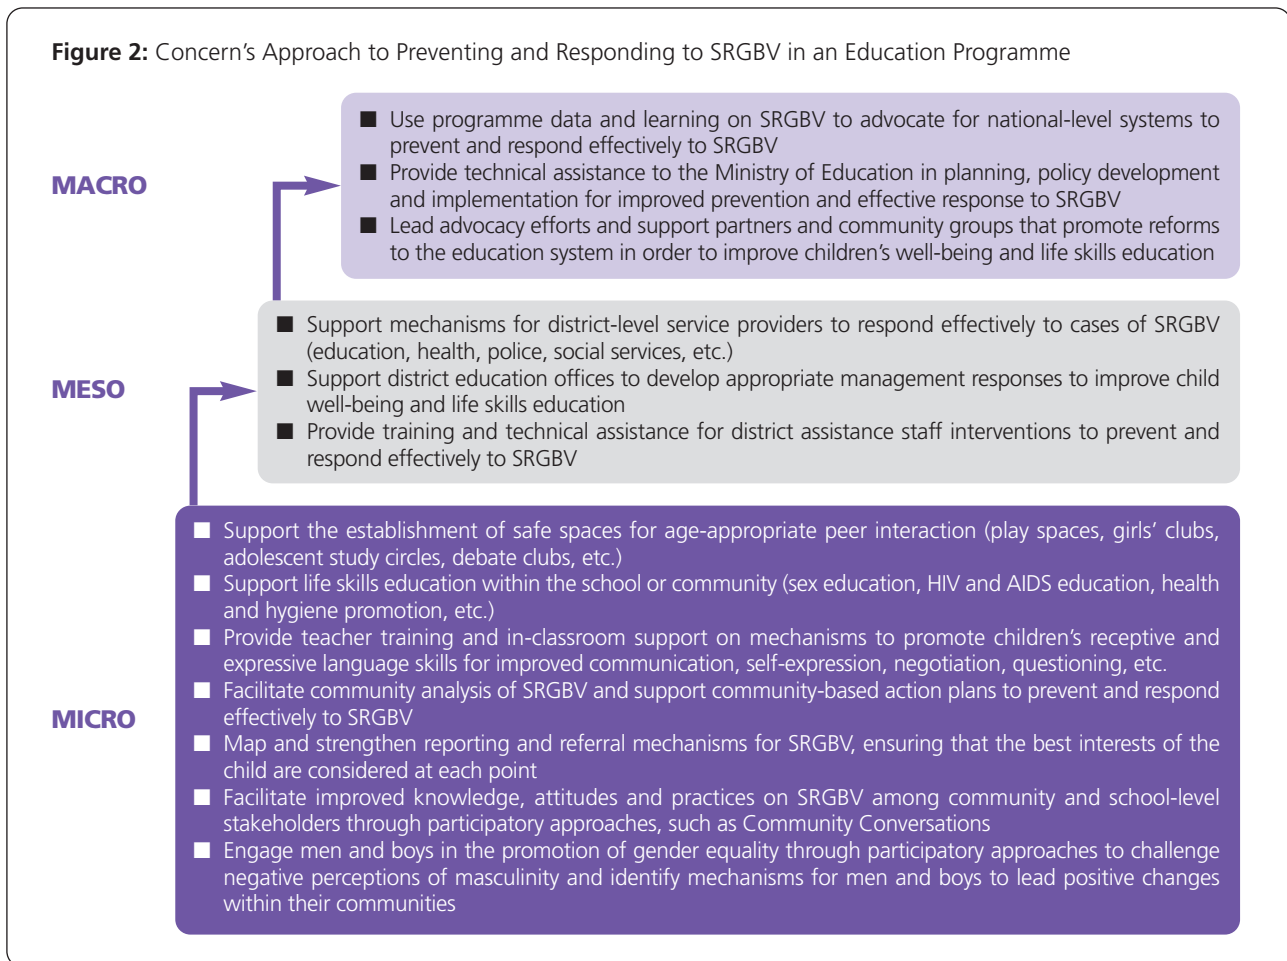 Figure 2: Concern's Approach to Preventing and Responding to SRGBV in an Education Programme
MACRO
■ Use programme data and learning on SRGBV to advocate for national-level systems to
prevent and respond effectively to SRGBV
■ Provide technical assistance to the Ministry of Education in planning, policy development
and implementation for improved prevention and effective response to SRGBV
■ Lead advocacy efforts and support partners and community groups that promote reforms
to the education system in order to improve children's well-being and life skills education
MESO
■ Support mechanisms for district-level service providers to respond effectively to cases of SRGBV
(education, health, police, social services, etc.)
■ Support district education offices to develop appropriate management responses to improve child
well-being and life skills education
■ Provide training and technical assistance for district assistance staff interventions to prevent and
respond effectively to SRGBV
MICRO
■ Support the establishment of safe spaces for age-appropriate peer interaction (play spaces, girls' clubs,
adolescent study circles, debate clubs, etc.)
■ Support life skills education within the school or community (sex education, HIV and AIDS education, health
and hygiene promotion, etc.)
■ Provide teacher training and in-classroom support on mechanisms to promote children's receptive and
expressive language skills for improved communication, self-expression, negotiation, questioning, etc.
■ Facilitate community analysis of SRGBV and support community-based action plans to prevent and respond
effectively to SRGBV
■ Map and strengthen reporting and referral mechanisms for SRGBV, ensuring that the best interests of the
child are considered at each point
■ Facilitate improved knowledge, attitudes and practices on SRGBV among community and school-level
stakeholders through participatory approaches, such as Community Conversations
■ Engage men and boys in the promotion of gender equality through participatory approaches to challenge
negative perceptions of masculinity and identify mechanisms for men and boys to lead positive changes
within their communities